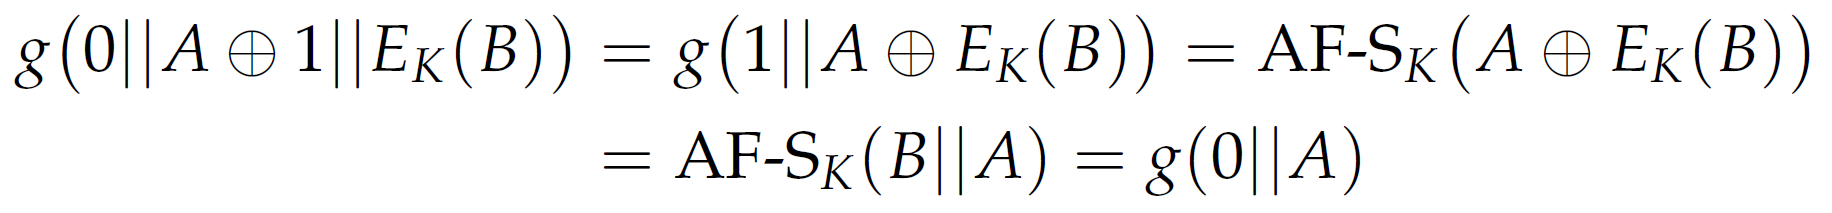 g(0||A ⊕ 1||E_K(B)) = g(1||A ⊕ E_K(B)) = AF-S_K(A ⊕ E_K(B))
= AF-S_K(B||A) = g(0||A)